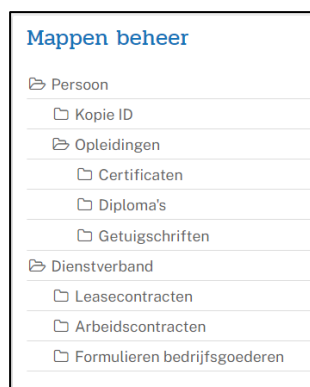 Mappen beheer
Persoon
Kopie ID
Opleidingen
Certificaten
Diploma's
Getuigschriften
Dienstverband
Leasecontracten
Arbeidscontracten
Formulieren bedrijfsgoederen